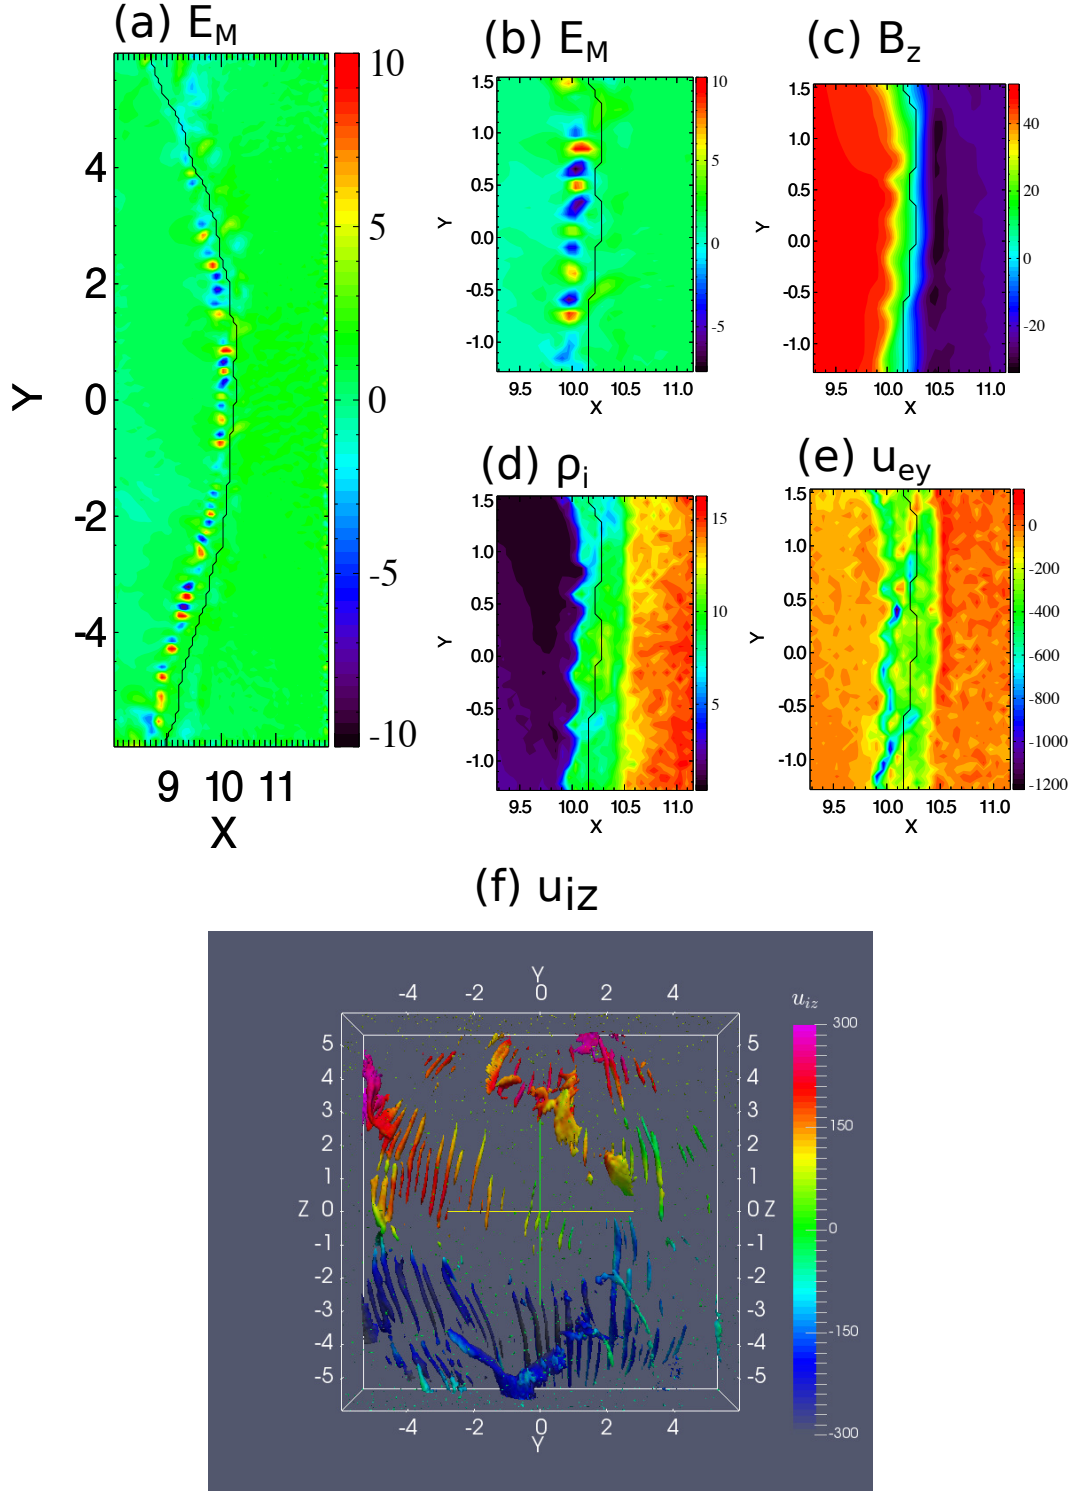 (a) E_M
10
5
0
-5
-10
4
2
0
-2
-4
Y
9 10 11
X
(b) E_M
1.5
1.0
0.5
0.0
-0.5
-1.0
Y
9.5 10.0 10.5 11.0
X
10
5
0
-5
(c) B_z
1.5
1.0
0.5
0.0
-0.5
-1.0
Y
9.5 10.0 10.5 11.0
X
40
20
0
-20
(d) ρ_i
1.5
1.0
0.5
0.0
-0.5
-1.0
Y
9.5 10.0 10.5 11.0
X
15
10
5
(e) u_ey
1.5
1.0
0.5
0.0
-0.5
-1.0
Y
9.5 10.0 10.5 11.0
X
0
-200
-400
-600
-800
-1000
-1200
(f) u_iz
Y
-4 -2 0 2 4
5 5
4 4
3 3
2 2
1 1
Z 0 0 Z
-1 -1
-2 -2
-3 -3
-4 -4
-5 -5
-4 -2 0 2 4
Y
u_iz
300
150
0
-150
-300